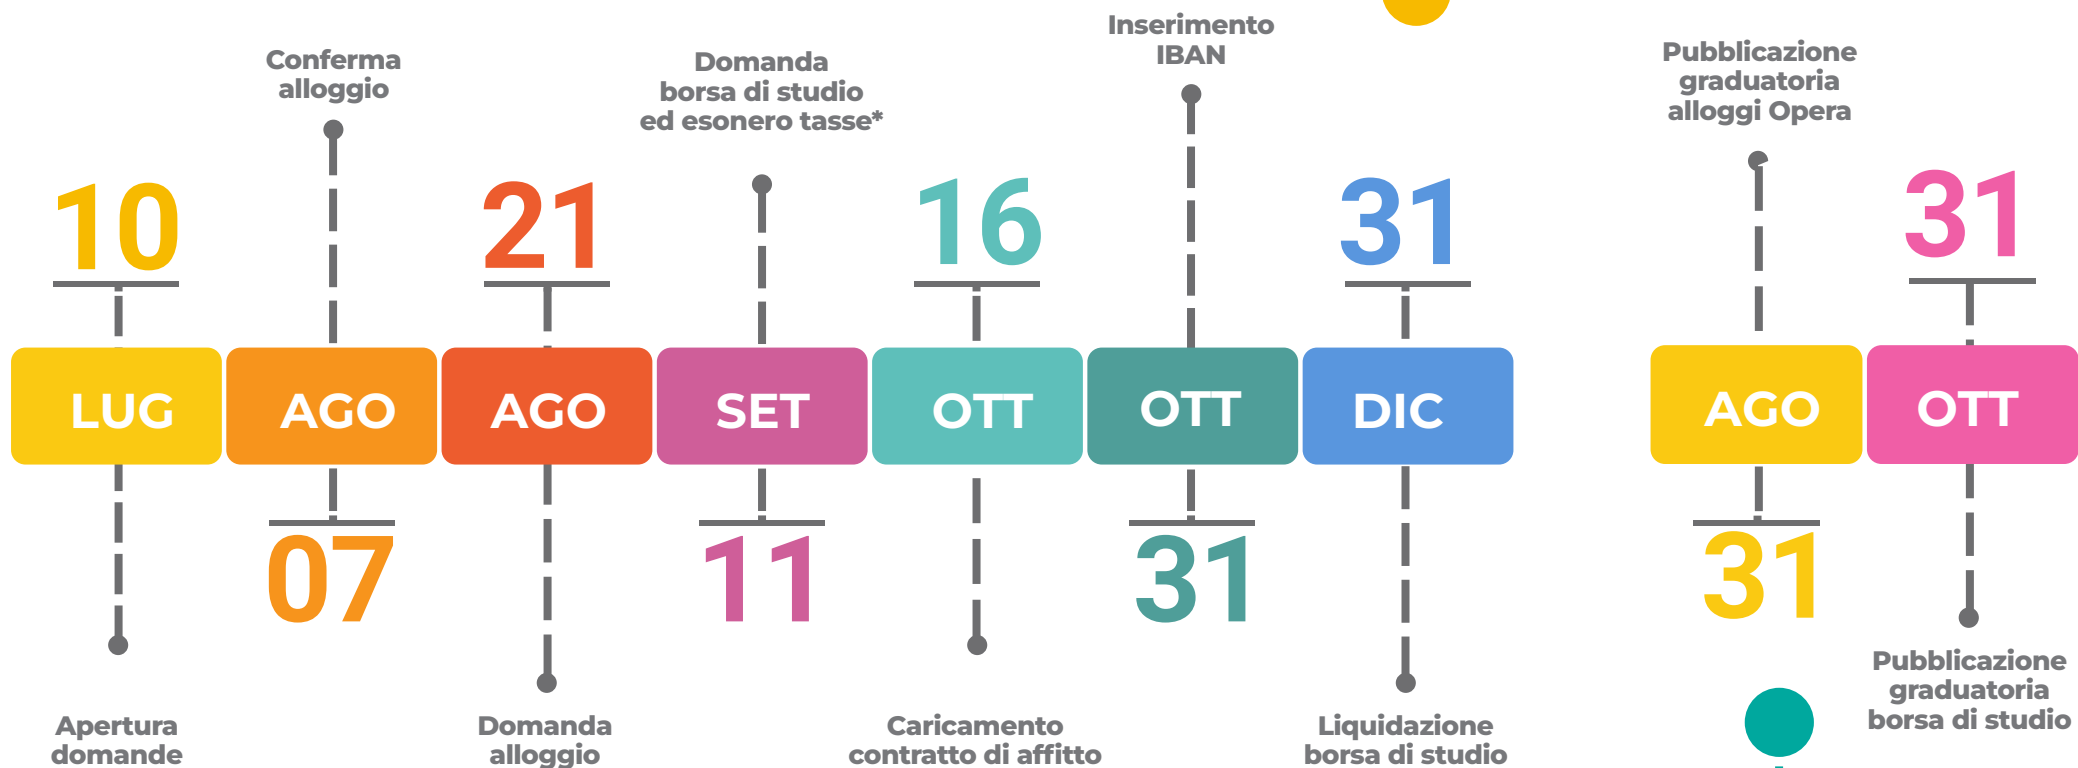 Conferma
alloggio
Domanda
borsa di studio
ed esonero tasse*
Inserimento
IBAN
Pubblicazione
graduatoria
alloggi Opera
10
21
16
31
31
LUG
AGO
AGO
SET
OTT
OTT
DIC
AGO
OTT
07
11
31
31
Apertura
domande
Domanda
alloggio
Caricamento
contratto di affitto
Liquidazione
borsa di studio
Pubblicazione
graduatoria
borsa di studio